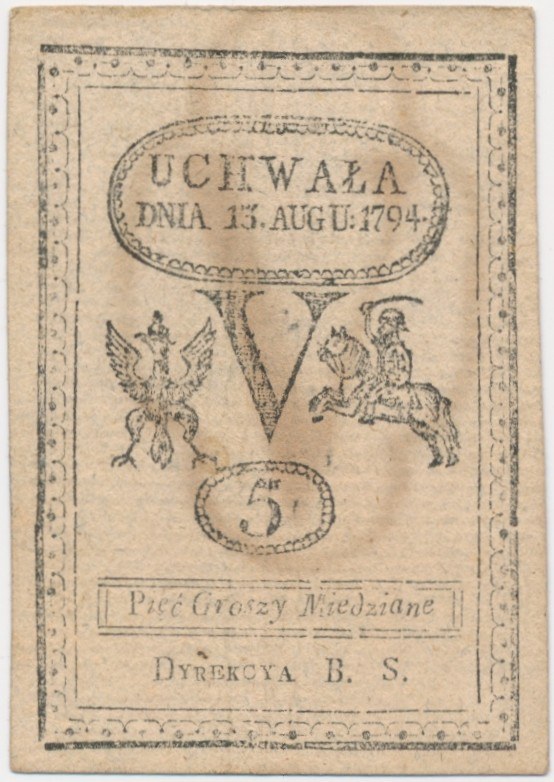 UCHWAŁA
DNIA 13. AUGU: 1794.
V
5
Pięć Groszy Miedziane
DYREKCYA B. S.